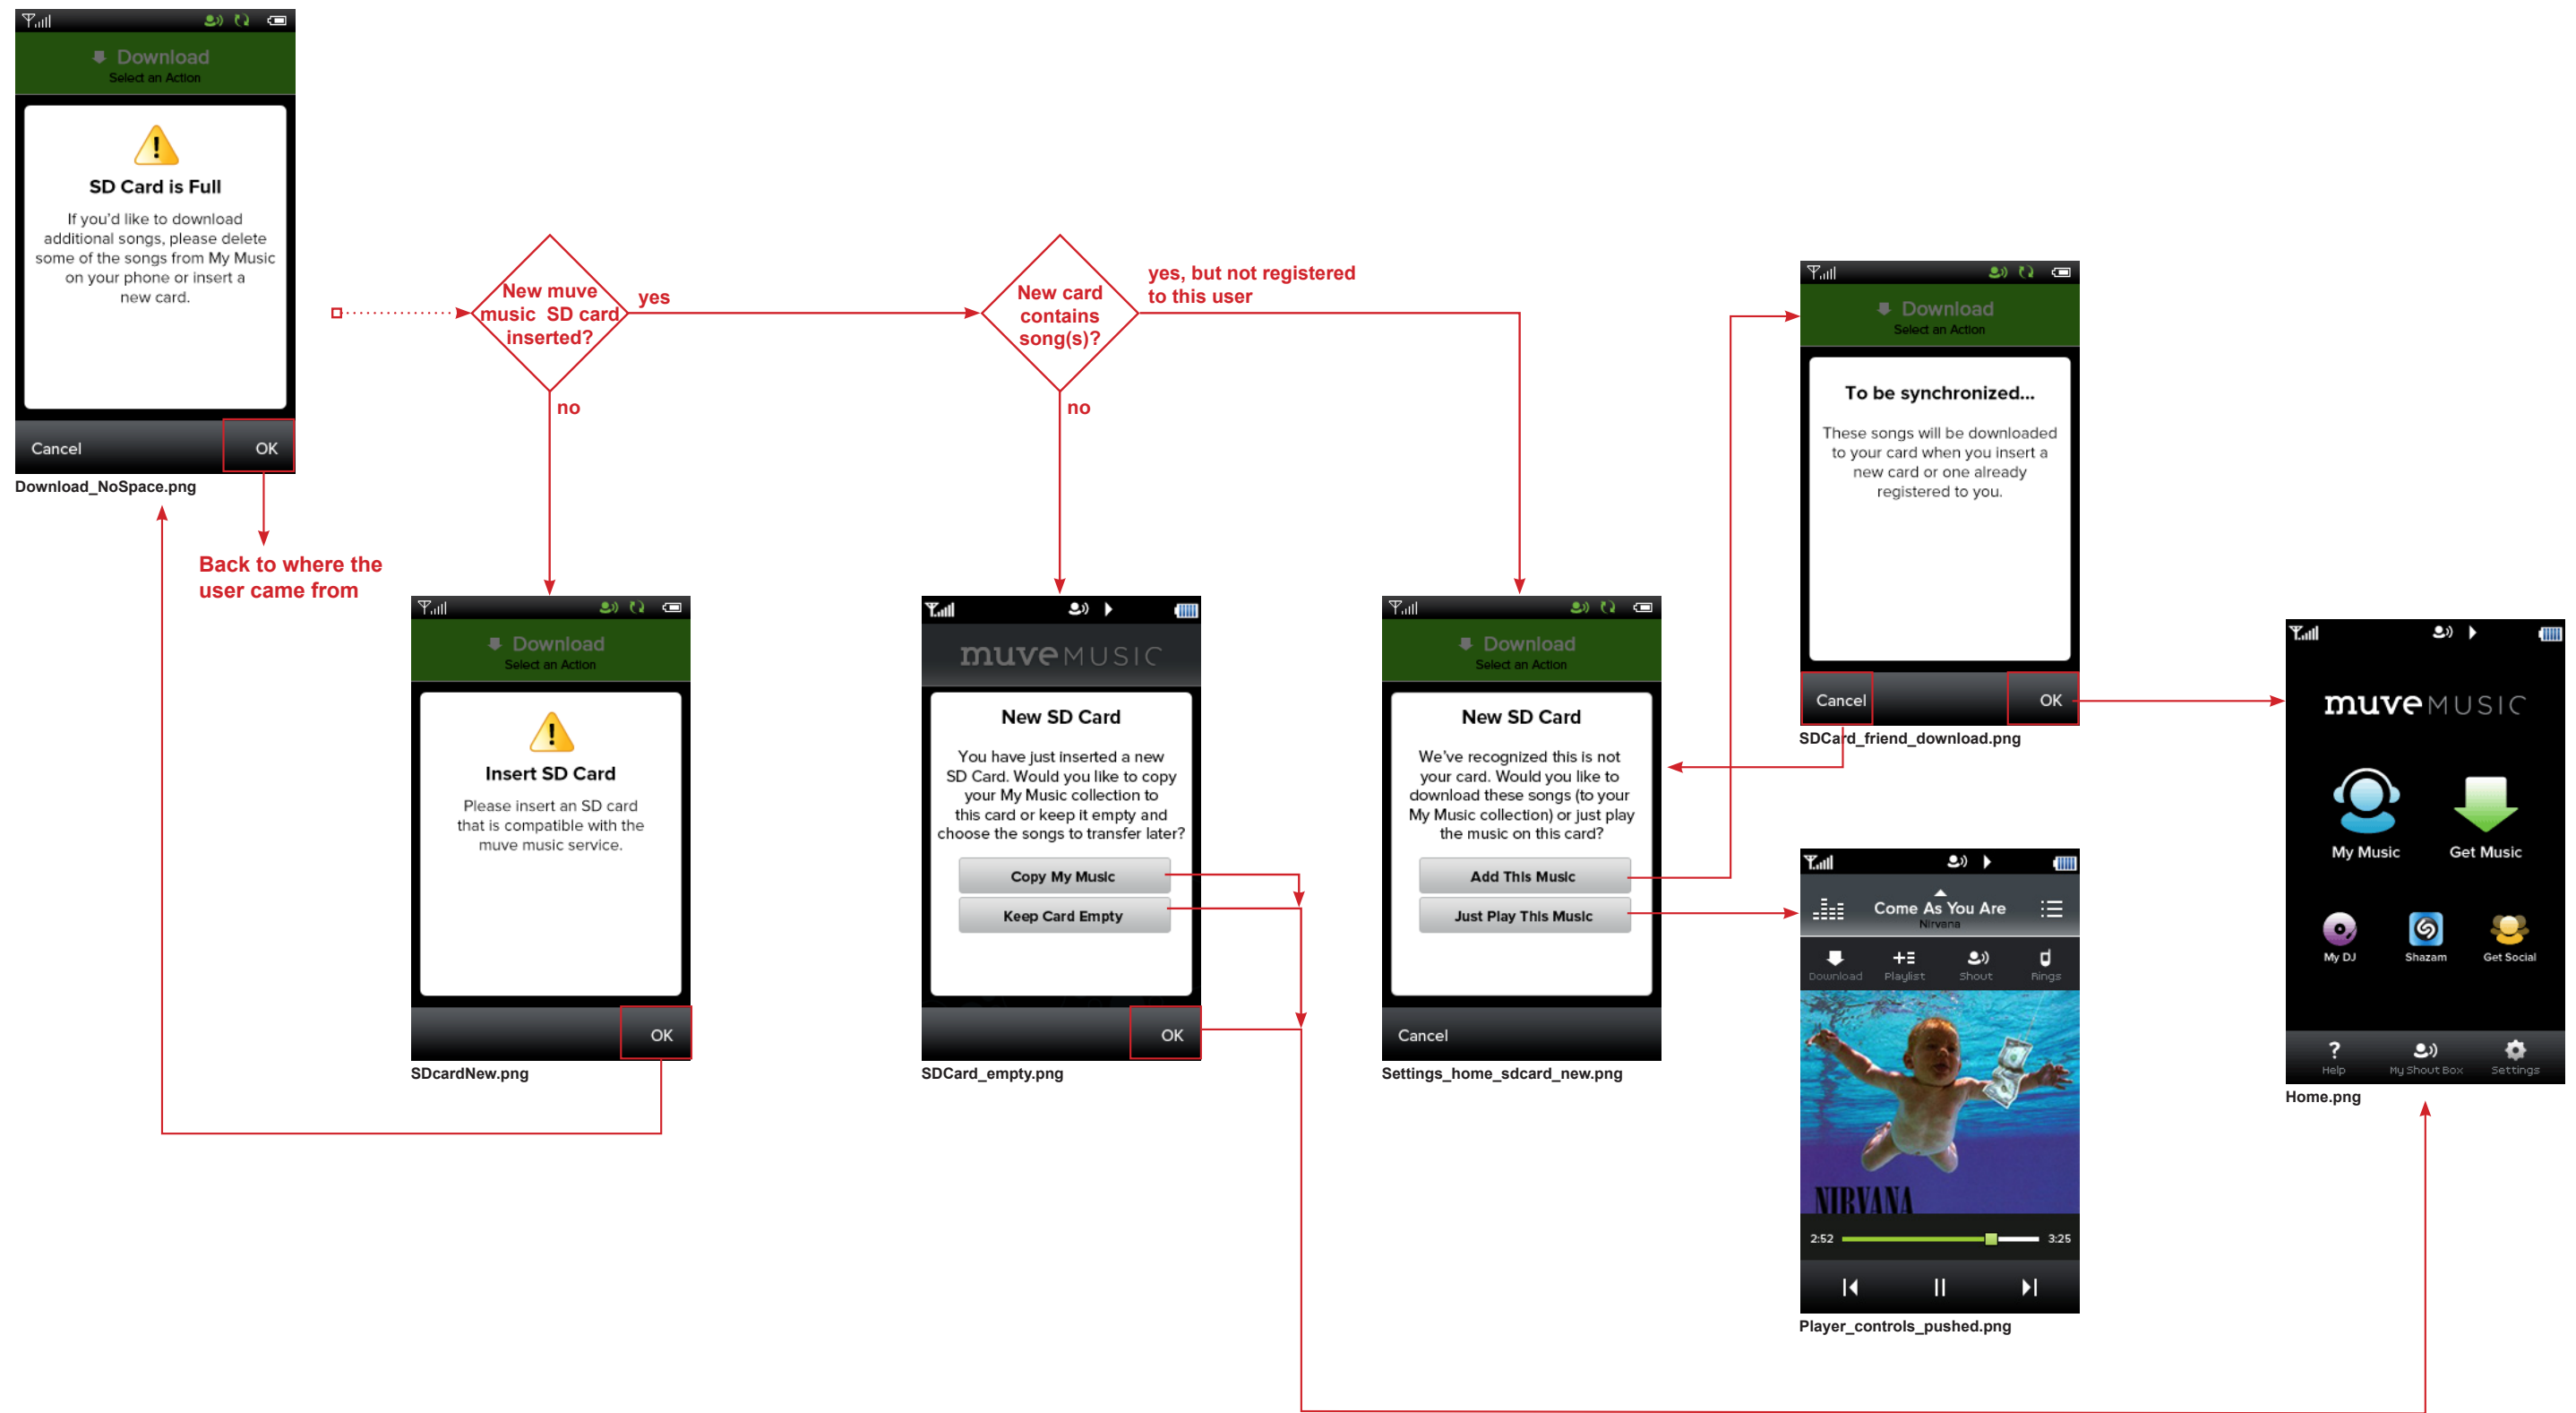 Download
Select an Action
SD Card is Full
If you'd like to download
additional songs, please delete
some of the songs from My Music
on your phone or insert a
new card.
Cancel
OK
Download_NoSpace.png
Back to where the
user came from
New muve
music SD card
inserted?
yes
no
New card
contains
song(s)?
yes, but not registered
to this user
no
Download
Select an Action
Insert SD Card
Please insert an SD card
that is compatible with the
muve music service.
OK
SDcardNew.png
muveMUSIC
New SD Card
You have just inserted a new
SD Card. Would you like to copy
your My Music collection to
this card or keep it empty and
choose the songs to transfer later?
Copy My Music
Keep Card Empty
OK
SDCard_empty.png
Download
Select an Action
New SD Card
We've recognized this is not
your card. Would you like to
download these songs (to your
My Music collection) or just play
the music on this card?
Add This Music
Just Play This Music
Cancel
Settings_home_sdcard_new.png
Download
Select an Action
To be synchronized...
These songs will be downloaded
to your card when you insert a
new card or one already
registered to you.
Cancel
OK
SDCard_friend_download.png
Come As You Are
Nirvana
Download
Playlist
Shout
Rings
NIRVANA
2:52
3:25
Player_controls_pushed.png
muveMUSIC
My Music
Get Music
My DJ
Shazam
Get Social
Help
My Shout Box
Settings
Home.png